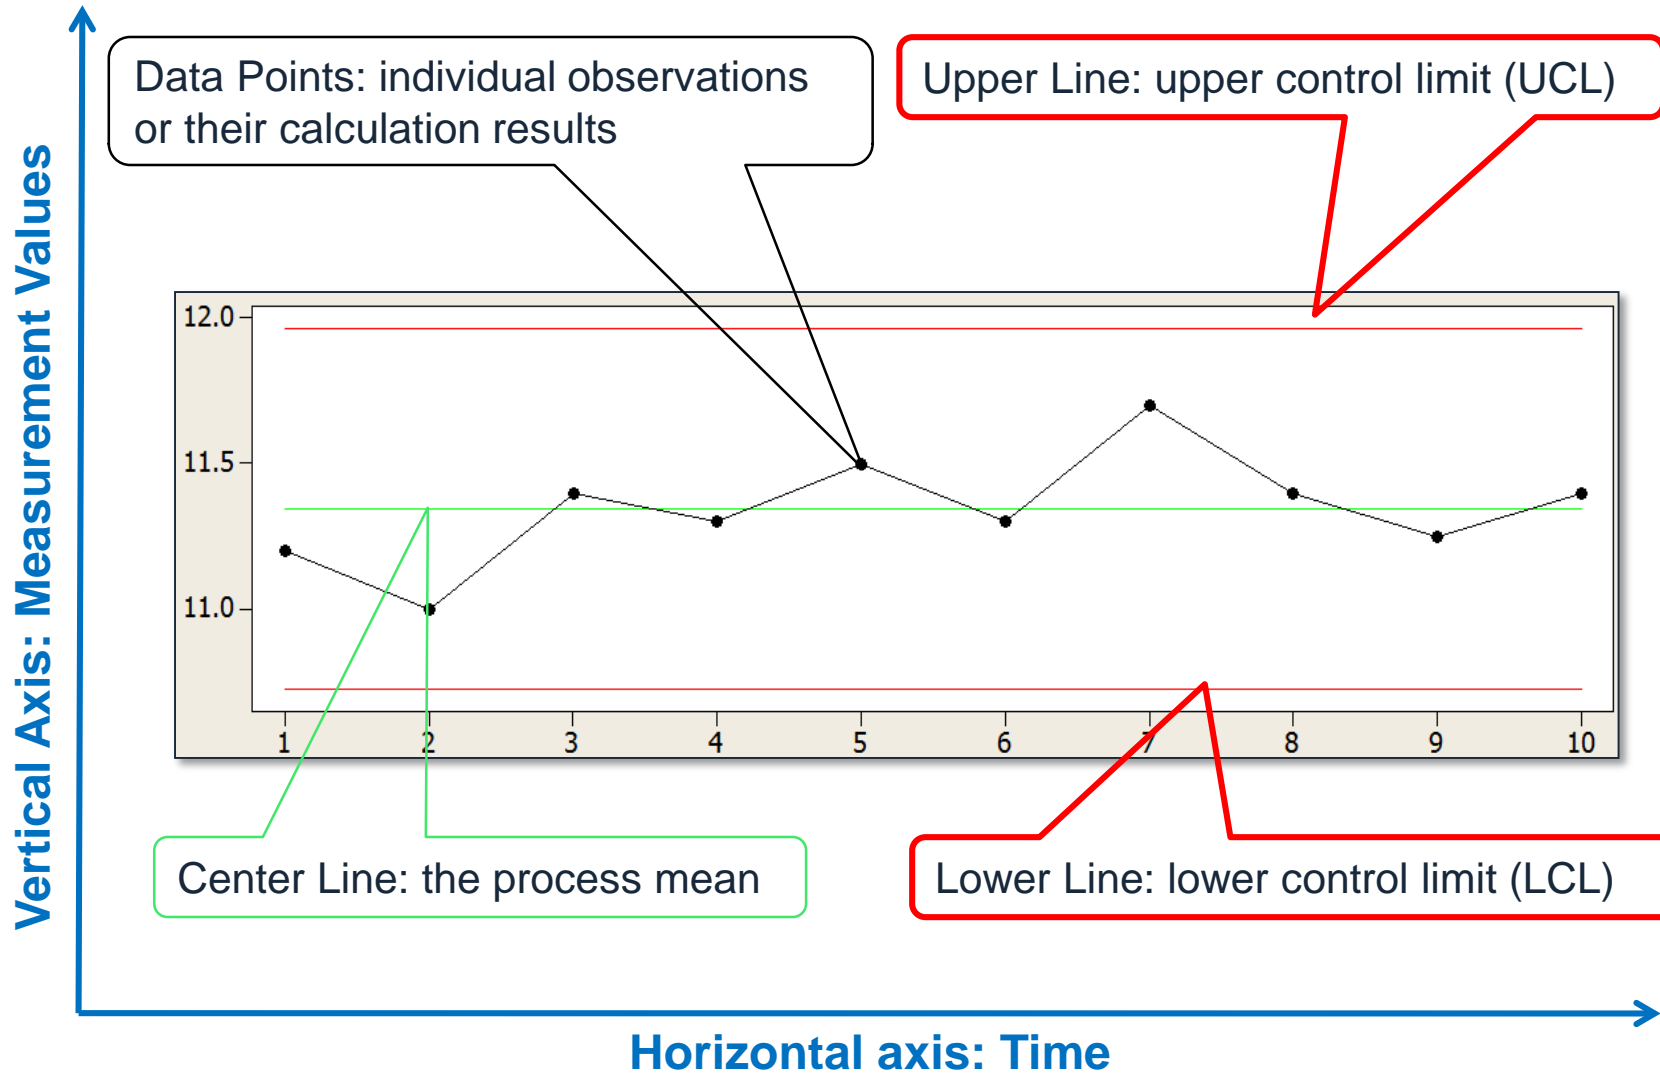 Data Points: individual observations
or their calculation results
Upper Line: upper control limit (UCL)
Vertical Axis: Measurement Values
12.0
11.5
11.0
1 2 3 4 5 6 7 8 9 10
Center Line: the process mean
Lower Line: lower control limit (LCL)
Horizontal axis: Time